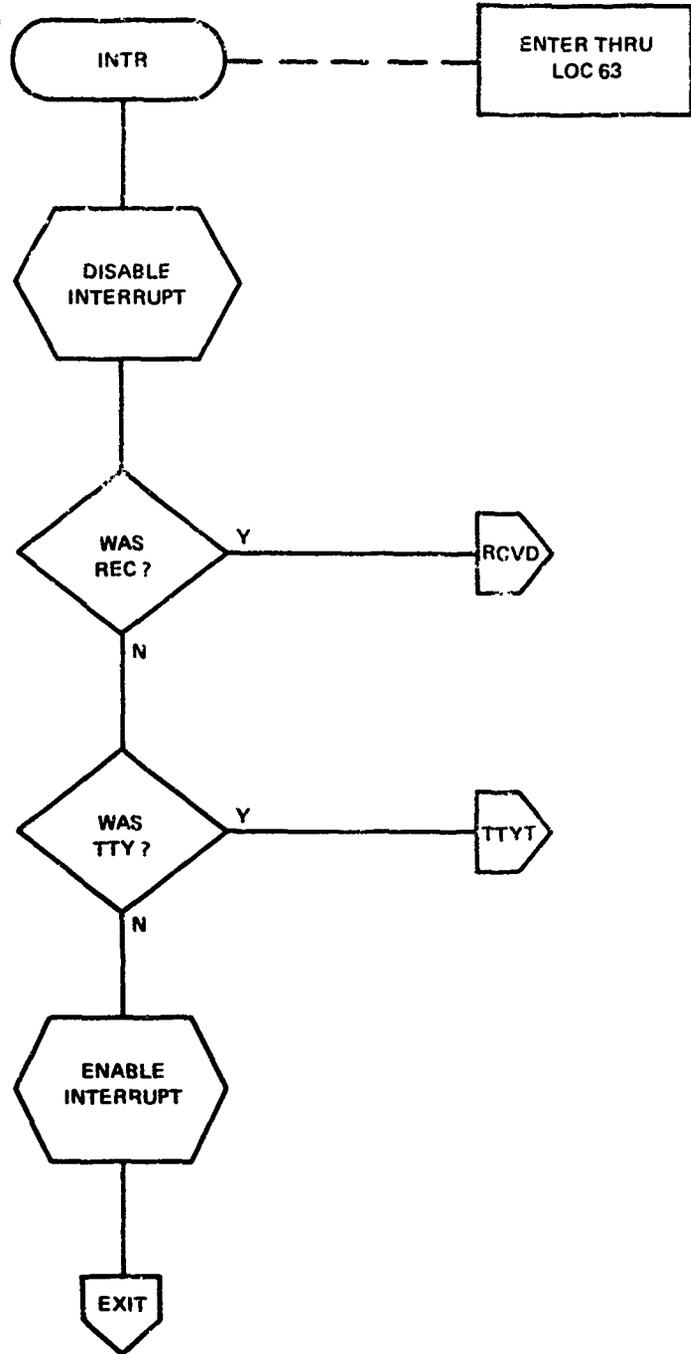 INTR
ENTER THRU
LOC 63
DISABLE
INTERRUPT
WAS
REC ?
Y
RCVD
N
WAS
TTY ?
Y
TTYT
N
ENABLE
INTERRUPT
EXIT